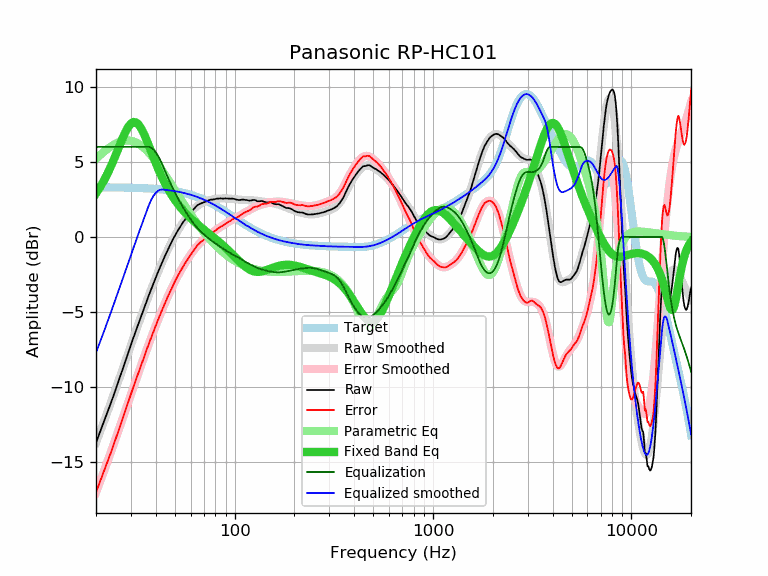 Panasonic RP-HC101
Amplitude (dBr)
10
5
0
−5
−10
−15
Target
Raw Smoothed
Error Smoothed
Raw
Error
Parametric Eq
Fixed Band Eq
Equalization
Equalized smoothed
100
1000
10000
Frequency (Hz)